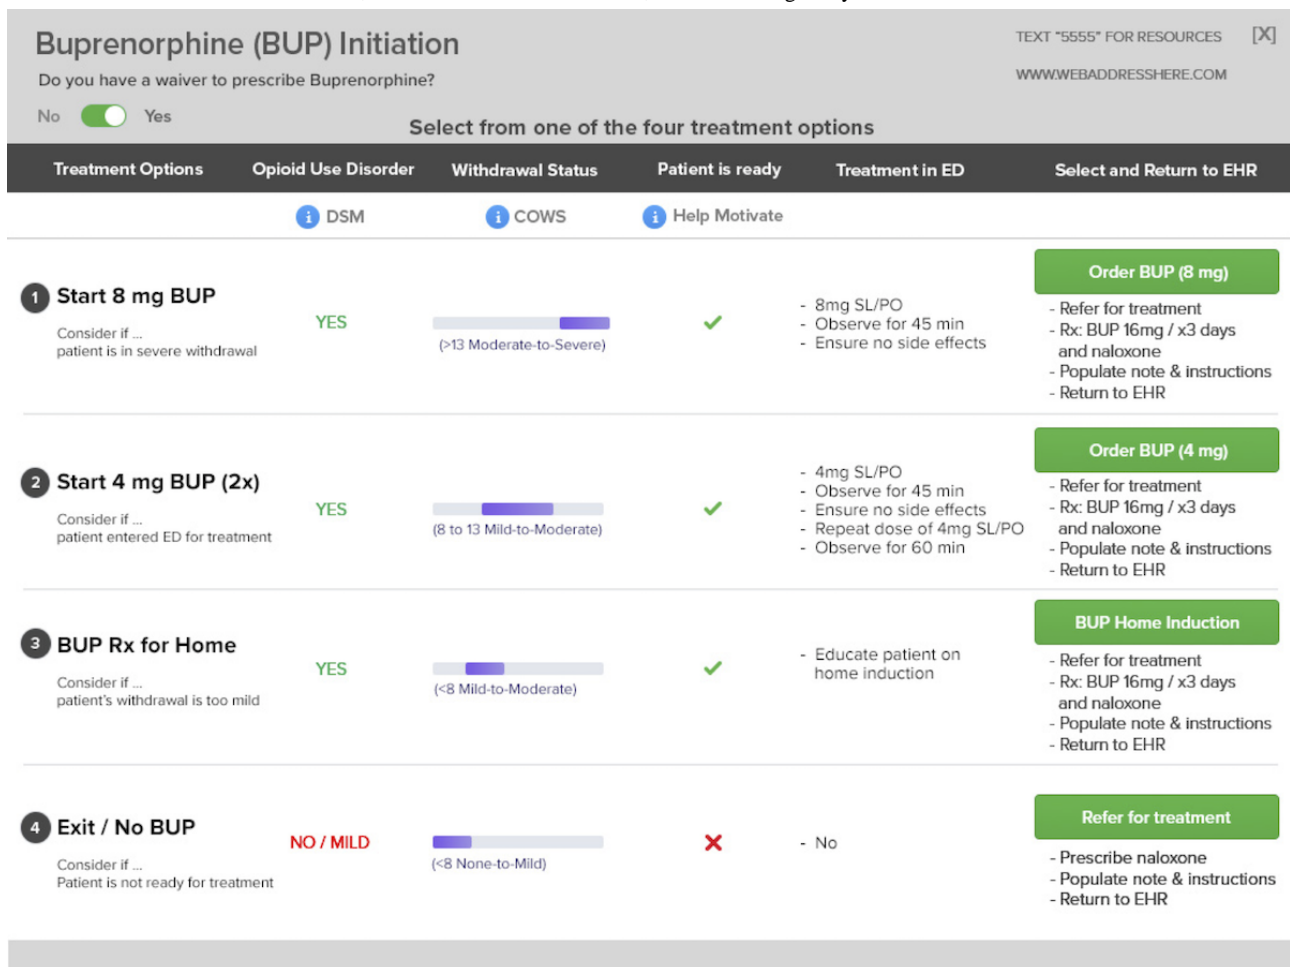 Buprenorphine (BUP) Initiation
TEXT "5555" FOR RESOURCES [X]
Do you have a waiver to prescribe Buprenorphine?
WWW.WEBADDRESSHERE.COM
No Yes
Select from one of the four treatment options
Treatment Options Opioid Use Disorder Withdrawal Status Patient is ready Treatment in ED Select and Return to EHR
i DSM i COWS i Help Motivate
1 Start 8 mg BUP
Consider if ...
patient is in severe withdrawal
YES
(>13 Moderate-to-Severe)
- 8mg SL/PO
- Observe for 45 min
- Ensure no side effects
Order BUP (8 mg)
- Refer for treatment
- Rx: BUP 16mg / x3 days
and naloxone
- Populate note & instructions
- Return to EHR
2 Start 4 mg BUP (2x)
Consider if ...
patient entered ED for treatment
YES
(8 to 13 Mild-to-Moderate)
- 4mg SL/PO
- Observe for 45 min
- Ensure no side effects
- Repeat dose of 4mg SL/PO
- Observe for 60 min
Order BUP (4 mg)
- Refer for treatment
- Rx: BUP 16mg / x3 days
and naloxone
- Populate note & instructions
- Return to EHR
3 BUP Rx for Home
Consider if ...
patient's withdrawal is too mild
YES
(<8 Mild-to-Moderate)
- Educate patient on
home induction
BUP Home Induction
- Refer for treatment
- Rx: BUP 16mg / x3 days
and naloxone
- Populate note & instructions
- Return to EHR
4 Exit / No BUP
Consider if ...
Patient is not ready for treatment
NO / MILD
(<8 None-to-Mild)
- No
Refer for treatment
- Prescribe naloxone
- Populate note & instructions
- Return to EHR